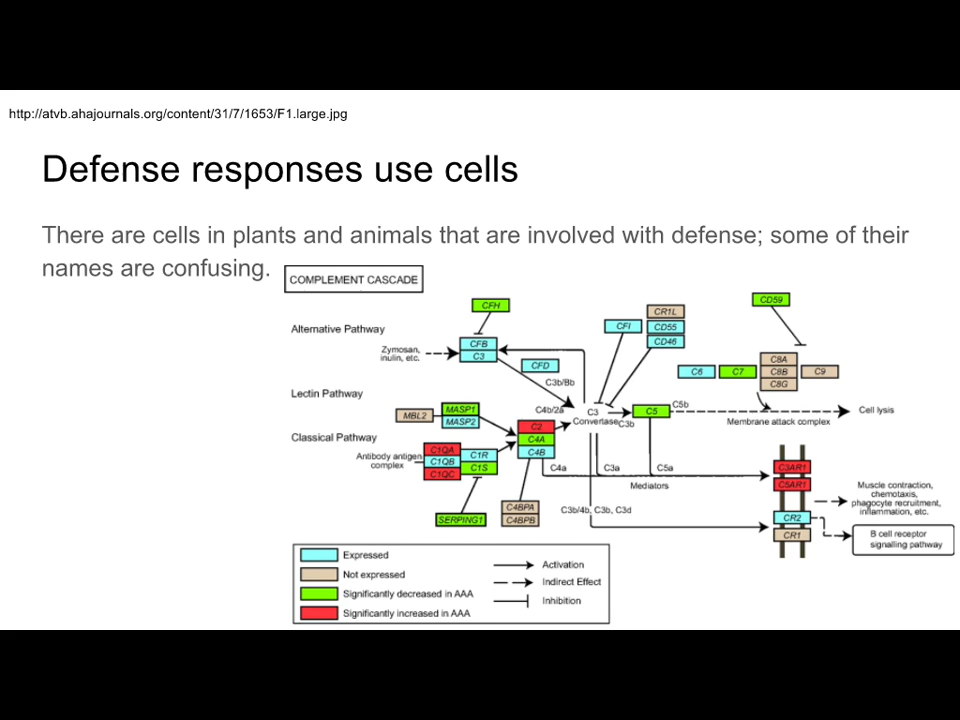 http://atvb.ahajournals.org/content/31/7/1653/F1.large.jpg
Defense responses use cells
There are cells in plants and animals that are involved with defense; some of their
names are confusing.
COMPLEMENT CASCADE
CFH
CD59
Alternative Pathway
CFI
CR1L
CD55
CD46
Zymosan,
inulin, etc.
CFB
C3
CFD
C3b/Bb
C6
C7
C8A
C8B
C8G
C9
Lectin Pathway
MBL2
MASP1
MASP2
C4b/2a
C3
Convertase
C3b
C5
C5b
Membrane attack complex
Cell lysis
Classical Pathway
Antibody antigen
complex
C1QA
C1QB
C1QC
C1R
C1S
C2
C4A
C4B
C4a
C3a
C5a
Mediators
C3AR1
C5AR1
Muscle contraction,
chemotaxis,
phagocyte recruitment,
inflammation, etc.
SERPING1
C4BPA
C4BPB
C3b/4b, C3b, C3d
CR2
CR1
B cell receptor
signalling pathway
Expressed
Not expressed
Significantly decreased in AAA
Significantly increased in AAA
Activation
Indirect Effect
Inhibition